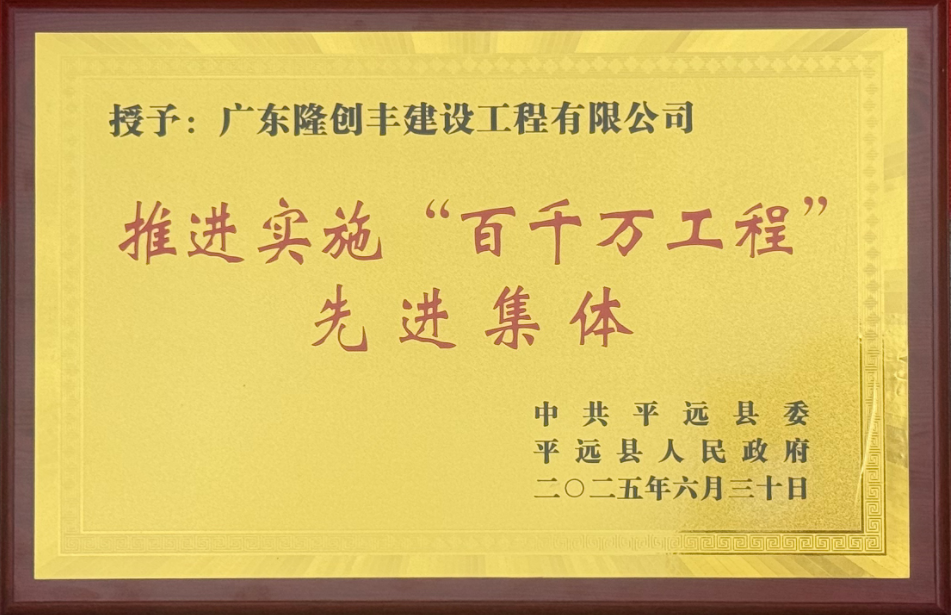 授予：广东隆创丰建设工程有限公司
推进实施“百千万工程”
先进集体
中共平远县委
平远县人民政府
二〇二五年六月三十日